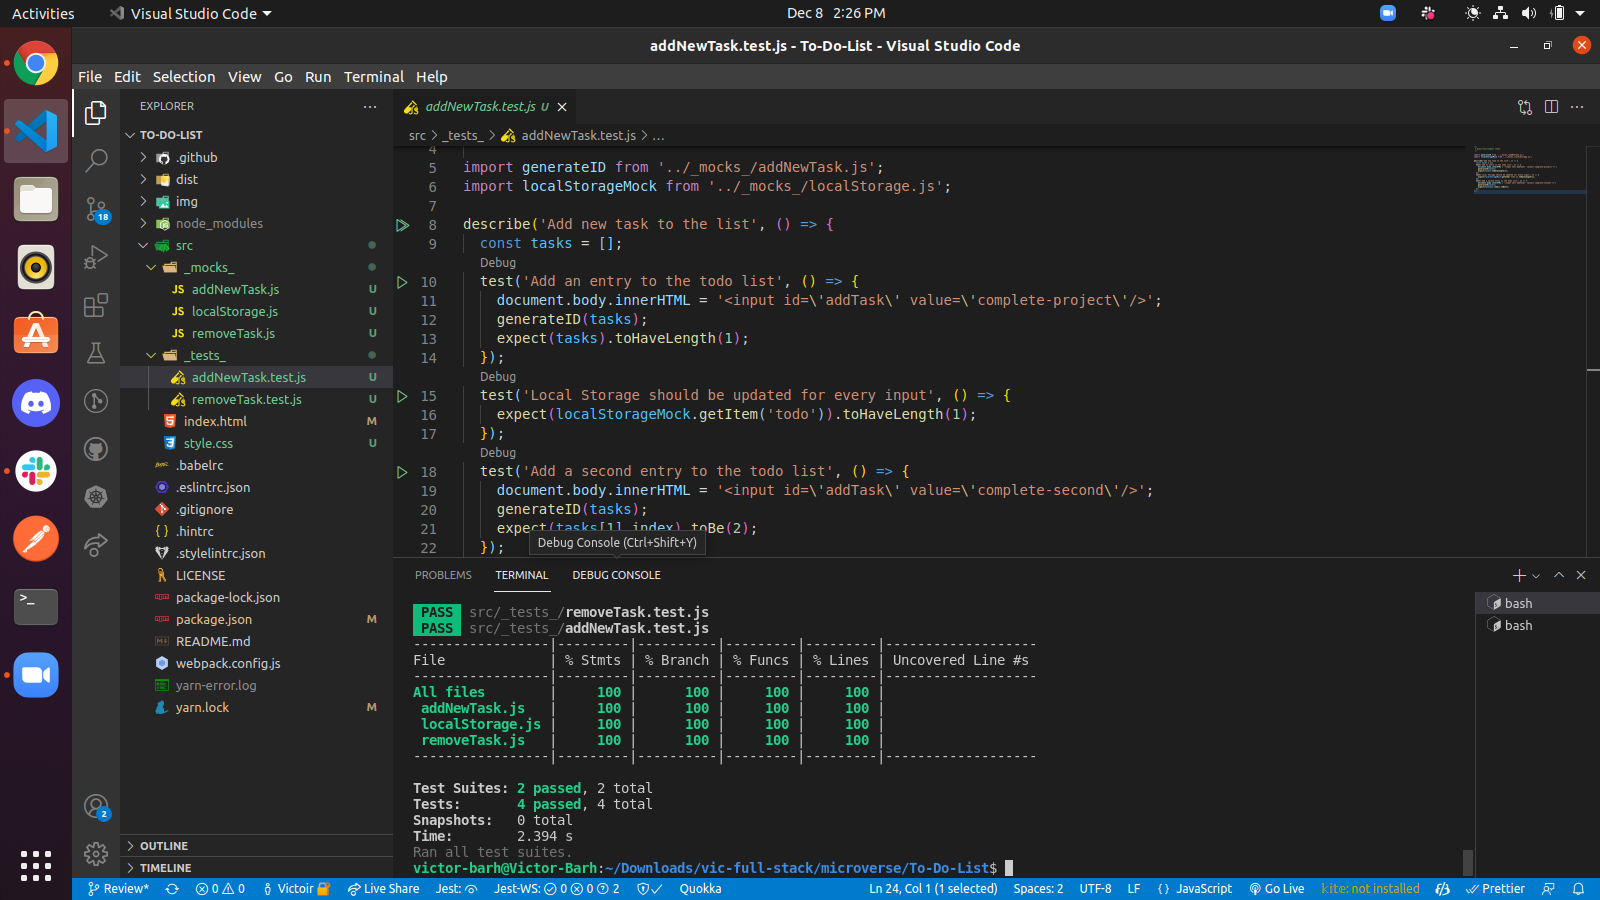 Activities
Visual Studio Code
Dec 8 2:26 PM
addNewTask.test.js - To-Do-List - Visual Studio Code
File Edit Selection View Go Run Terminal Help
EXPLORER
TO-DO-LIST
.github
dist
img
node_modules
src
_mocks_
addNewTask.js U
localStorage.js U
removeTask.js U
_tests_
addNewTask.test.js U
removeTask.test.js U
index.html M
style.css U
.babelrc
.eslintrc.json
.gitignore
.hintrc
.stylelintrc.json
LICENSE
package-lock.json
package.json M
README.md
webpack.config.js
yarn-error.log
yarn.lock M
OUTLINE
TIMELINE
18
2
addNewTask.test.js U
src > _tests_ > addNewTask.test.js > ...
4
5 import generateID from '../_mocks_/addNewTask.js';
6 import localStorageMock from '../_mocks_/localStorage.js';
7
8 describe('Add new task to the list', () => {
9 const tasks = [];
Debug
10 test('Add an entry to the todo list', () => {
11 document.body.innerHTML = '<input id=\'addTask\' value=\'complete-project\'/>';
12 generateID(tasks);
13 expect(tasks).toHaveLength(1);
14 });
Debug
15 test('Local Storage should be updated for every input', () => {
16 expect(localStorageMock.getItem('todo')).toHaveLength(1);
17 });
Debug
18 test('Add a second entry to the todo list', () => {
19 document.body.innerHTML = '<input id=\'addTask\' value=\'complete-second\'/>';
20 generateID(tasks);
21 expect(tasks[1].index).toBe(2);
22 });
Debug Console (Ctrl+Shift+Y)
PROBLEMS TERMINAL DEBUG CONSOLE
bash
bash
PASS src/_tests_/removeTask.test.js
PASS src/_tests_/addNewTask.test.js
-----------------|---------|----------|---------|---------|-------------------
File | % Stmts | % Branch | % Funcs | % Lines | Uncovered Line #s
-----------------|---------|----------|---------|---------|-------------------
All files | 100 | 100 | 100 | 100 |
addNewTask.js | 100 | 100 | 100 | 100 |
localStorage.js | 100 | 100 | 100 | 100 |
removeTask.js | 100 | 100 | 100 | 100 |
-----------------|---------|----------|---------|---------|-------------------
Test Suites: 2 passed, 2 total
Tests: 4 passed, 4 total
Snapshots: 0 total
Time: 2.394 s
Ran all test suites.
victor-barh@Victor-Barh:~/Downloads/vic-full-stack/microverse/To-Do-List$
Review* 0 0 Victoir Live Share Jest: Jest-WS: 0 0 2 Quokka Ln 24, Col 1 (1 selected) Spaces: 2 UTF-8 LF {} JavaScript Go Live kite: not installed Prettier